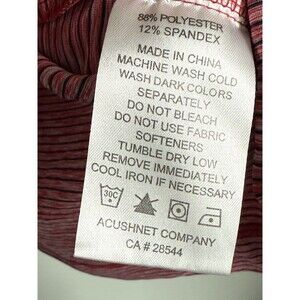 88% POLYESTER
12% SPANDEX
MADE IN CHINA
MACHINE WASH COLD
WASH DARK COLORS
SEPARATELY
DO NOT BLEACH
DO NOT USE FABRIC
SOFTENERS
TUMBLE DRY LOW
REMOVE IMMEDIATELY
COOL IRON IF NECESSARY
30C
ACUSHNET COMPANY
CA # 28544